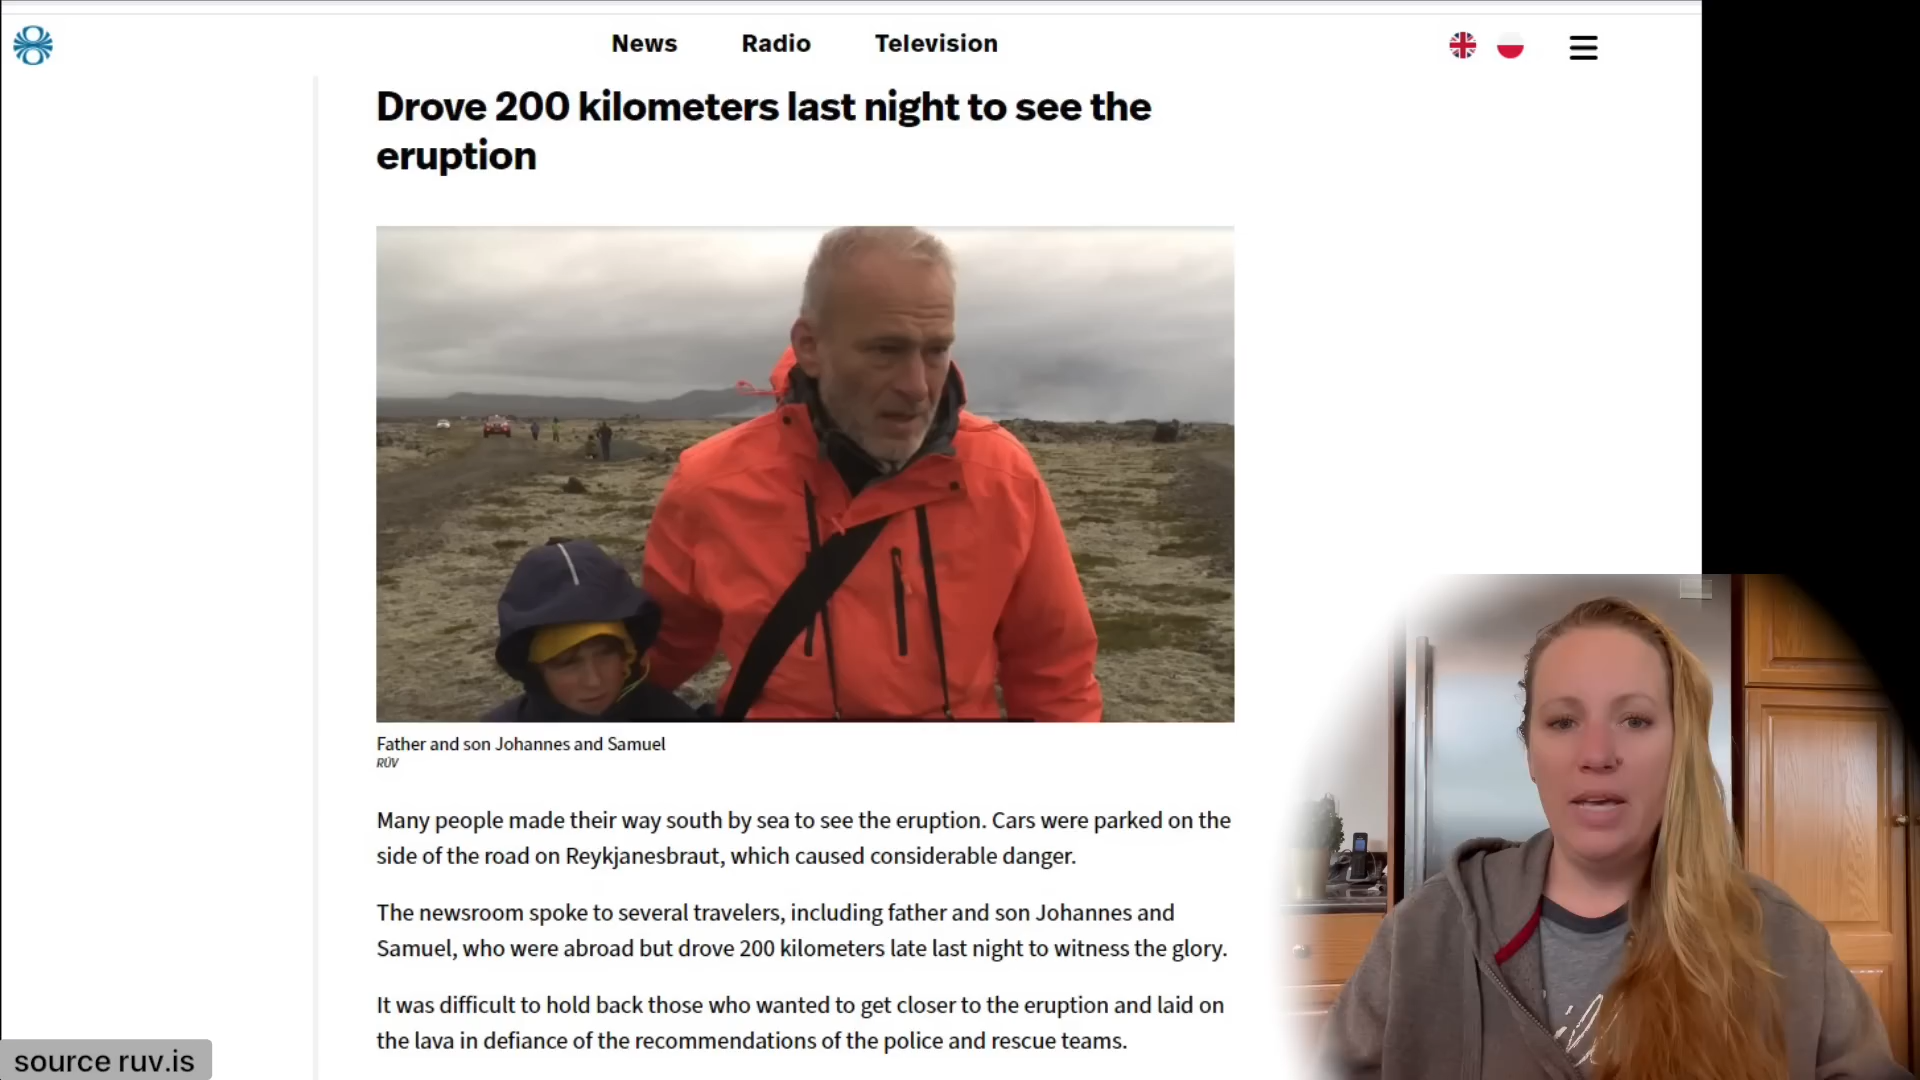 News Radio Television
Drove 200 kilometers last night to see the
eruption
Father and son Johannes and Samuel
RÚV
Many people made their way south by sea to see the eruption. Cars were parked on the
side of the road on Reykjanesbraut, which caused considerable danger.
The newsroom spoke to several travelers, including father and son Johannes and
Samuel, who were abroad but drove 200 kilometers late last night to witness the glory.
It was difficult to hold back those who wanted to get closer to the eruption and laid on
the lava in defiance of the recommendations of the police and rescue teams.
source ruv.is